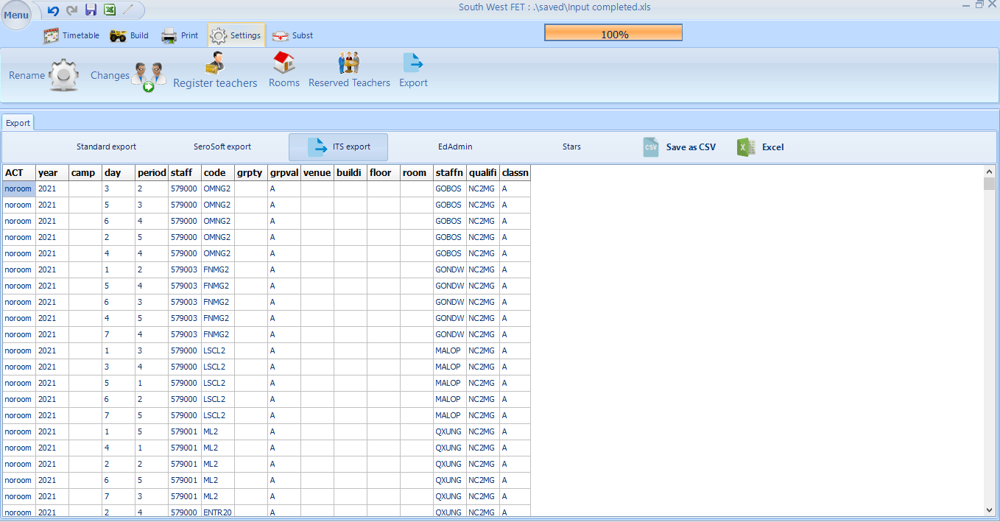 Menu
South West FET : .\saved\Input completed.xls
Timetable Build Print Settings Subst
100%
Rename Changes Register teachers Rooms Reserved Teachers Export
Export
Standard export SeroSoft export ITS export EdAdmin Stars CSV Save as CSV X Excel
ACT year camp day period staff code grpty grpval venue buildi floor room staffn qualifi classn
noroom 2021 3 2 579000 OMNG2 A GOBOS NC2MG A
noroom 2021 5 3 579000 OMNG2 A GOBOS NC2MG A
noroom 2021 6 4 579000 OMNG2 A GOBOS NC2MG A
noroom 2021 2 5 579000 OMNG2 A GOBOS NC2MG A
noroom 2021 4 4 579000 OMNG2 A GOBOS NC2MG A
noroom 2021 1 2 579003 FNMG2 A GONDW NC2MG A
noroom 2021 5 4 579003 FNMG2 A GONDW NC2MG A
noroom 2021 6 3 579003 FNMG2 A GONDW NC2MG A
noroom 2021 4 5 579003 FNMG2 A GONDW NC2MG A
noroom 2021 7 4 579003 FNMG2 A GONDW NC2MG A
noroom 2021 1 3 579000 LSCL2 A MALOP NC2MG A
noroom 2021 3 4 579000 LSCL2 A MALOP NC2MG A
noroom 2021 5 1 579000 LSCL2 A MALOP NC2MG A
noroom 2021 6 2 579000 LSCL2 A MALOP NC2MG A
noroom 2021 7 5 579000 LSCL2 A MALOP NC2MG A
noroom 2021 1 5 579001 ML2 A QXUNG NC2MG A
noroom 2021 4 1 579001 ML2 A QXUNG NC2MG A
noroom 2021 2 2 579001 ML2 A QXUNG NC2MG A
noroom 2021 6 5 579001 ML2 A QXUNG NC2MG A
noroom 2021 7 3 579001 ML2 A QXUNG NC2MG A
noroom 2021 2 4 579000 ENTR20 A QXUNG NC2MG A